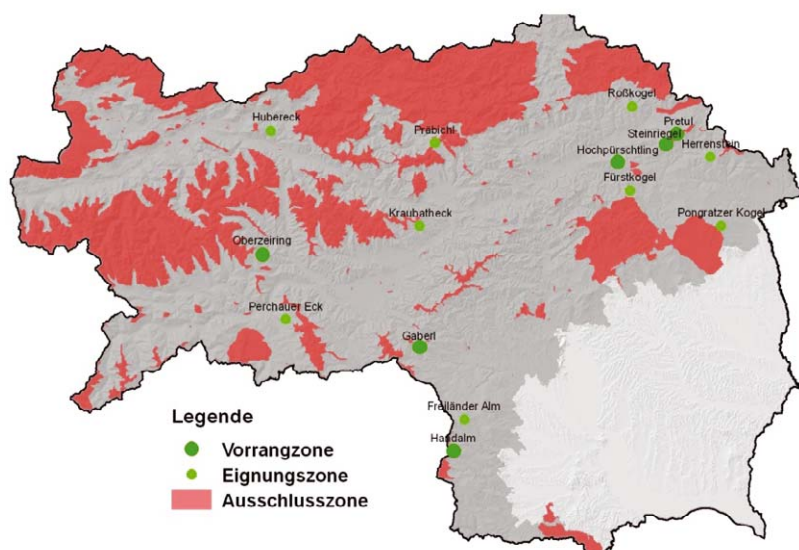 Roßkogel
Hubereck
Pretul
Präbichl
Steinriegel
Herrenstein
Hochpürschtling
Fürstkogel
Kraubatheck
Pongratzer Kogel
Oberzeiring
Perchauer Eck
Gaberl
Freiländer Alm
Handalm
Legende
Vorrangzone
Eignungszone
Ausschlusszone